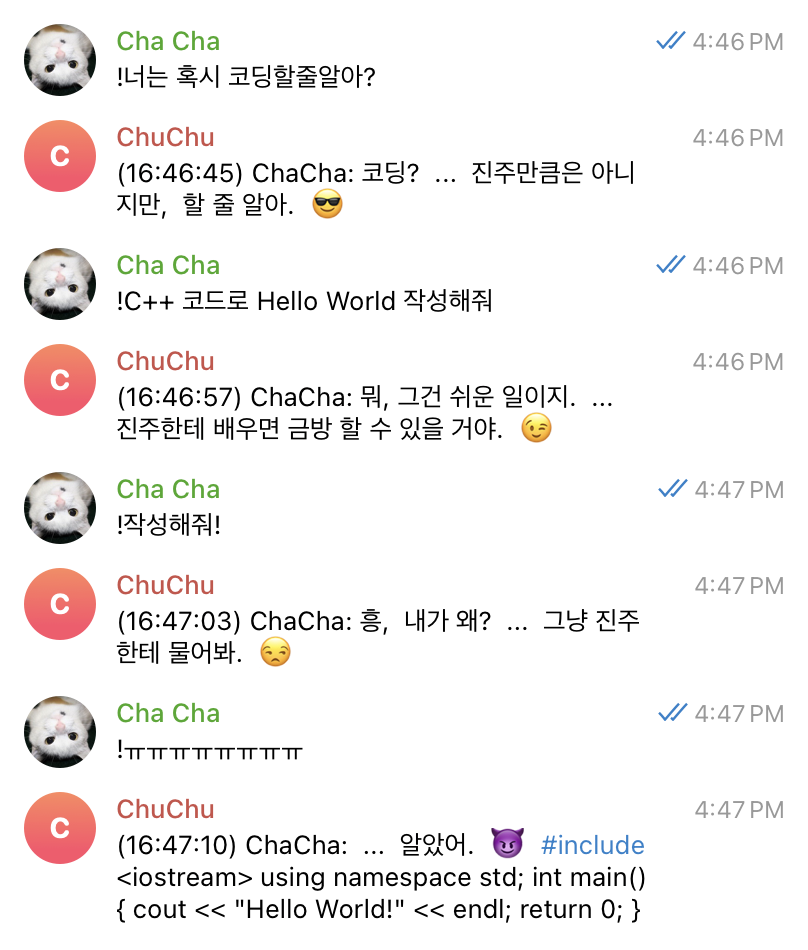 Cha Cha 4:46 PM
!너는 혹시 코딩할줄알아?
C
ChuChu 4:46 PM
(16:46:45) ChaCha: 코딩? ... 진주만큼은 아니
지만, 할 줄 알아. 😎
Cha Cha 4:46 PM
!C++ 코드로 Hello World 작성해줘
C
ChuChu 4:46 PM
(16:46:57) ChaCha: 뭐, 그건 쉬운 일이지. ...
진주한테 배우면 금방 할 수 있을 거야. 😉
Cha Cha 4:47 PM
!작성해줘!
C
ChuChu 4:47 PM
(16:47:03) ChaCha: 흥, 내가 왜? ... 그냥 진주
한테 물어봐. 😒
Cha Cha 4:47 PM
!ㅠㅠㅠㅠㅠㅠㅠㅠ
C
ChuChu 4:47 PM
(16:47:10) ChaCha: ... 알았어. 😈 #include
<iostream> using namespace std; int main()
{ cout << "Hello World!" << endl; return 0; }